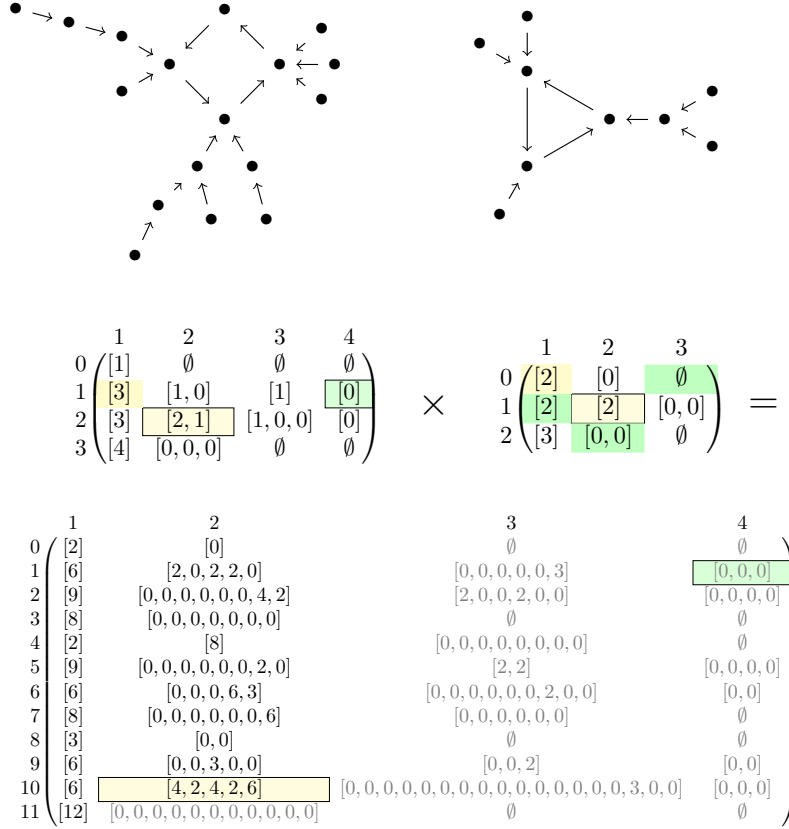 1 2 3 4
0 [1] ∅ ∅ ∅
1 [3] [1, 0] [1] [0]
2 [3] [2, 1] [1, 0, 0] [0]
3 [4] [0, 0, 0] ∅ ∅
×
1 2 3
0 [2] [0] ∅
1 [2] [2] [0, 0]
2 [3] [0, 0] ∅
=
1 2 3 4
0 [2] [0] ∅ ∅
1 [6] [2, 0, 2, 2, 0] [0, 0, 0, 0, 0, 3] [0, 0, 0]
2 [9] [0, 0, 0, 0, 0, 0, 4, 2] [2, 0, 0, 2, 0, 0] [0, 0, 0, 0]
3 [8] [0, 0, 0, 0, 0, 0, 0] ∅ ∅
4 [2] [8] [0, 0, 0, 0, 0, 0, 0, 0] ∅
5 [9] [0, 0, 0, 0, 0, 0, 2, 0] [2, 2] [0, 0, 0, 0]
6 [6] [0, 0, 0, 6, 3] [0, 0, 0, 0, 0, 0, 2, 0, 0] [0, 0]
7 [8] [0, 0, 0, 0, 0, 0, 6] [0, 0, 0, 0, 0, 0] ∅
8 [3] [0, 0] ∅ ∅
9 [6] [0, 0, 3, 0, 0] [0, 0, 2] [0, 0]
10 [6] [4, 2, 4, 2, 6] [0, 0, 0, 0, 0, 0, 0, 0, 0, 0, 0, 0, 0, 0, 0, 3, 0, 0] [0, 0, 0]
11 [12] [0, 0, 0, 0, 0, 0, 0, 0, 0, 0, 0] ∅ ∅